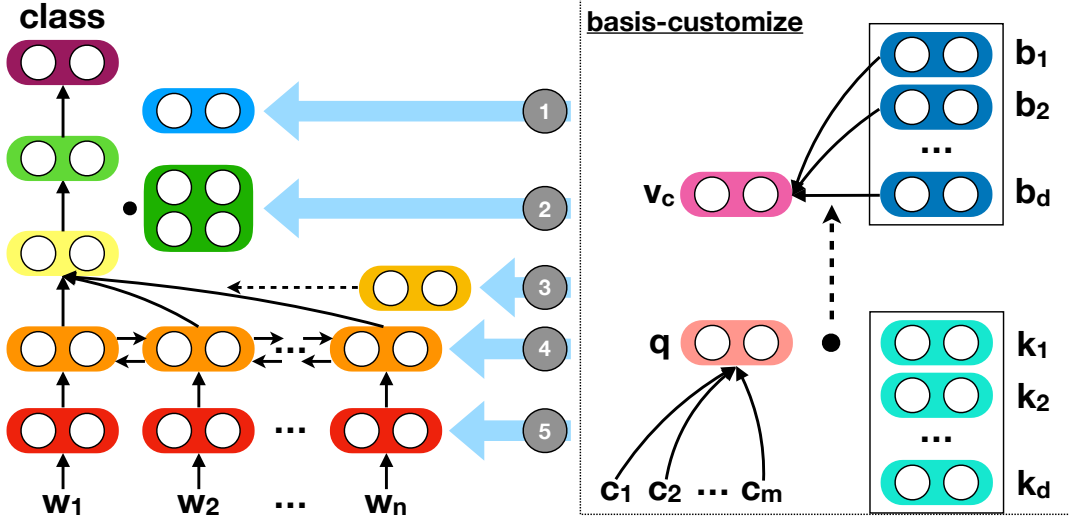 class
1
2
3
4
5
w1 w2 ... wn
basis-customize
b1
b2
...
bd
vc
q
k1
k2
...
kd
c1 c2 ... cm